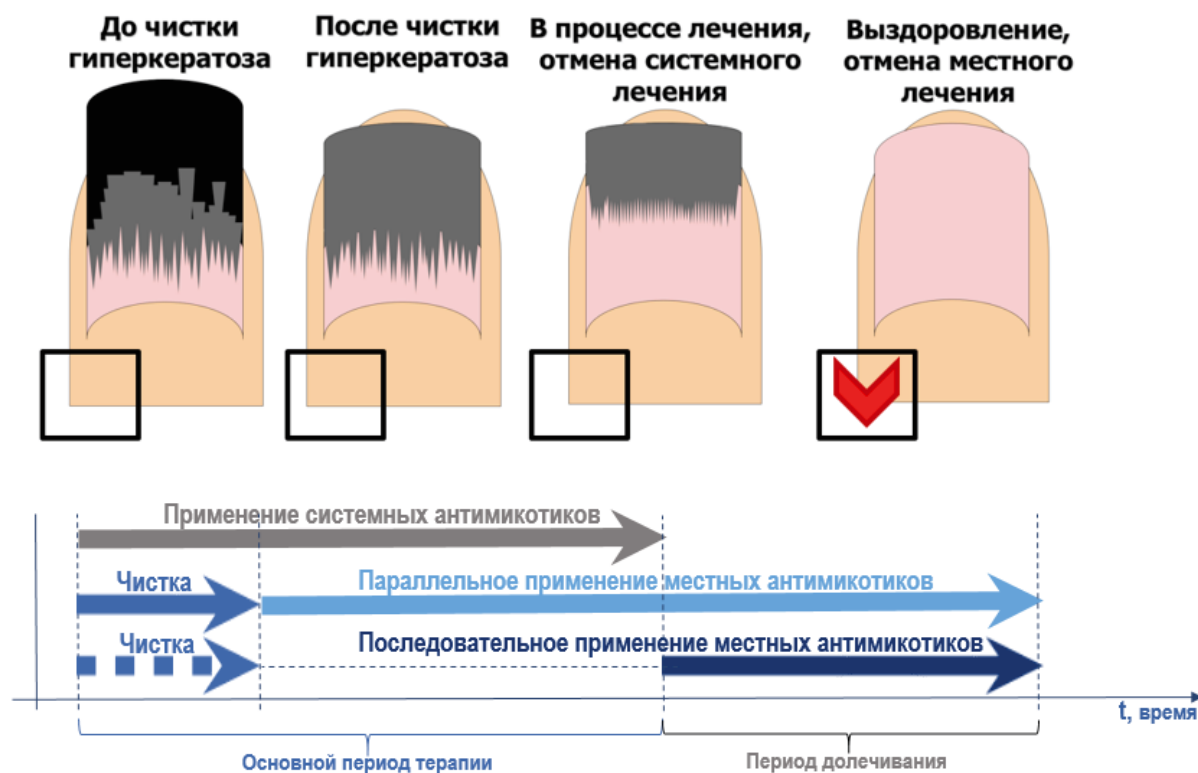 До чистки
гиперкератоза
После чистки
гиперкератоза
В процессе лечения,
отмена системного
лечения
Выздоровление,
отмена местного
лечения
Применение системных антимикотиков
Чистка
Параллельное применение местных антимикотиков
Чистка
Последовательное применение местных антимикотиков
t, время
Основной период терапии
Период долечивания